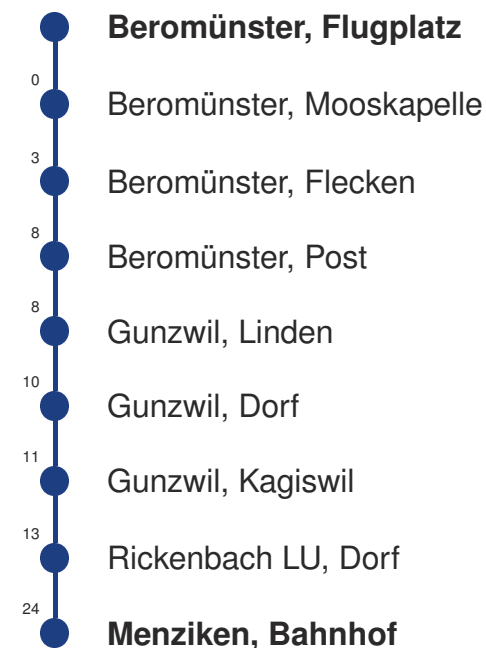 Beromünster, Flugplatz
0
Beromünster, Mooskapelle
3
Beromünster, Flecken
8
Beromünster, Post
8
Gunzwil, Linden
10
Gunzwil, Dorf
11
Gunzwil, Kagiswil
13
Rickenbach LU, Dorf
24
Menziken, Bahnhof